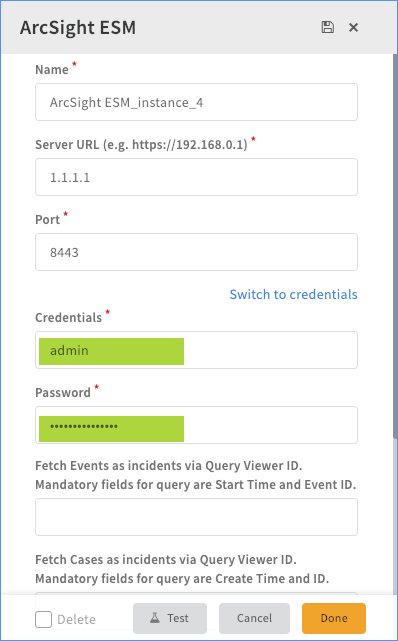 ArcSight ESM
Name *
ArcSight ESM_instance_4
Server URL (e.g. https://192.168.0.1) *
1.1.1.1
Port *
8443
Switch to credentials
Credentials *
admin
Password *
•••••••••••••••
Fetch Events as incidents via Query Viewer ID.
Mandatory fields for query are Start Time and Event ID.
Fetch Cases as incidents via Query Viewer ID.
Mandatory fields for query are Create Time and ID.
Delete Test Cancel Done